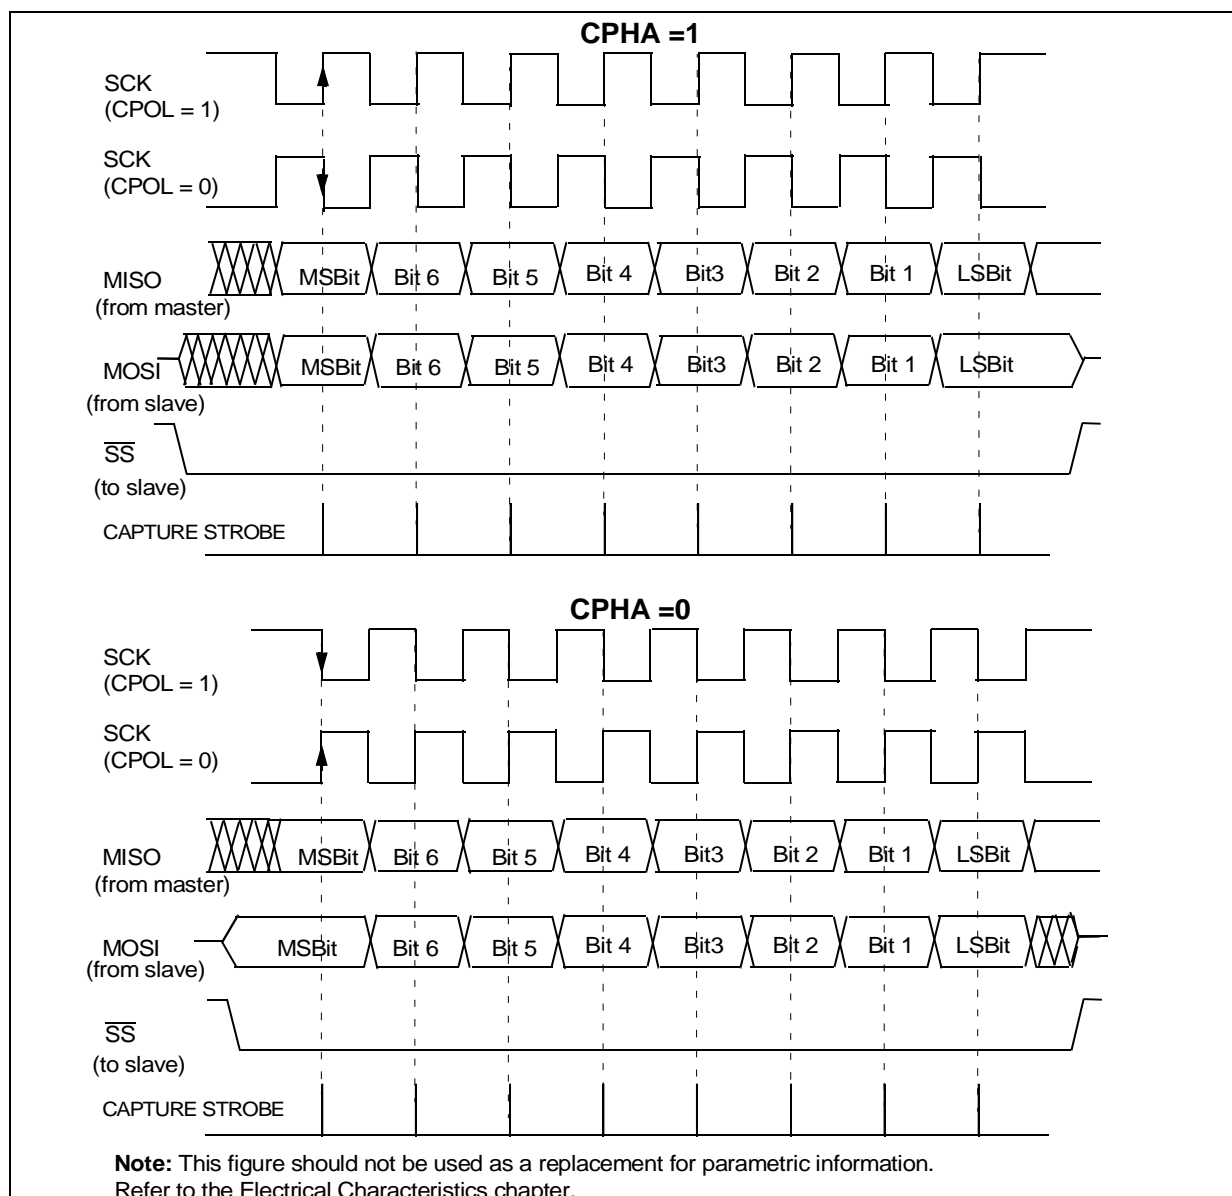 CPHA =1
SCK
(CPOL = 1)
SCK
(CPOL = 0)
MISO
(from master)
MSBit Bit 6 Bit 5 Bit 4 Bit3 Bit 2 Bit 1 LSBit
MOSI
(from slave)
MSBit Bit 6 Bit 5 Bit 4 Bit3 Bit 2 Bit 1 LSBit
SS
(to slave)
CAPTURE STROBE
CPHA =0
SCK
(CPOL = 1)
SCK
(CPOL = 0)
MISO
(from master)
MSBit Bit 6 Bit 5 Bit 4 Bit3 Bit 2 Bit 1 LSBit
MOSI
(from slave)
MSBit Bit 6 Bit 5 Bit 4 Bit3 Bit 2 Bit 1 LSBit
SS
(to slave)
CAPTURE STROBE
Note: This figure should not be used as a replacement for parametric information.
Refer to the Electrical Characteristics chapter.